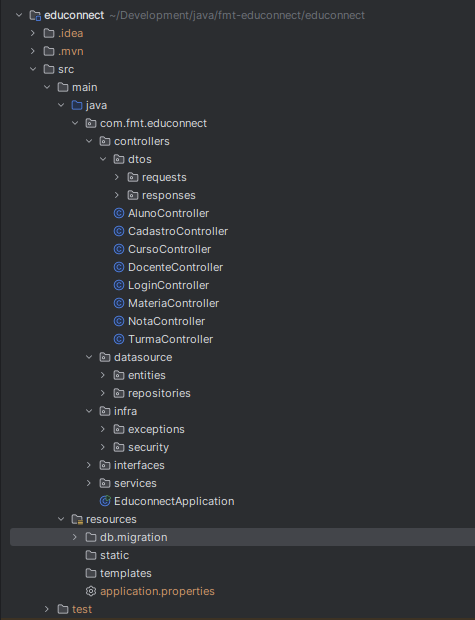 educonnect ~/Development/java/fmt-educonnect/educonnect
.idea
.mvn
src
main
java
com.fmt.educonnect
controllers
dtos
requests
responses
AlunoController
CadastroController
CursoController
DocenteController
LoginController
MateriaController
NotaController
TurmaController
datasource
entities
repositories
infra
exceptions
security
interfaces
services
EduconnectApplication
resources
db.migration
static
templates
application.properties
test